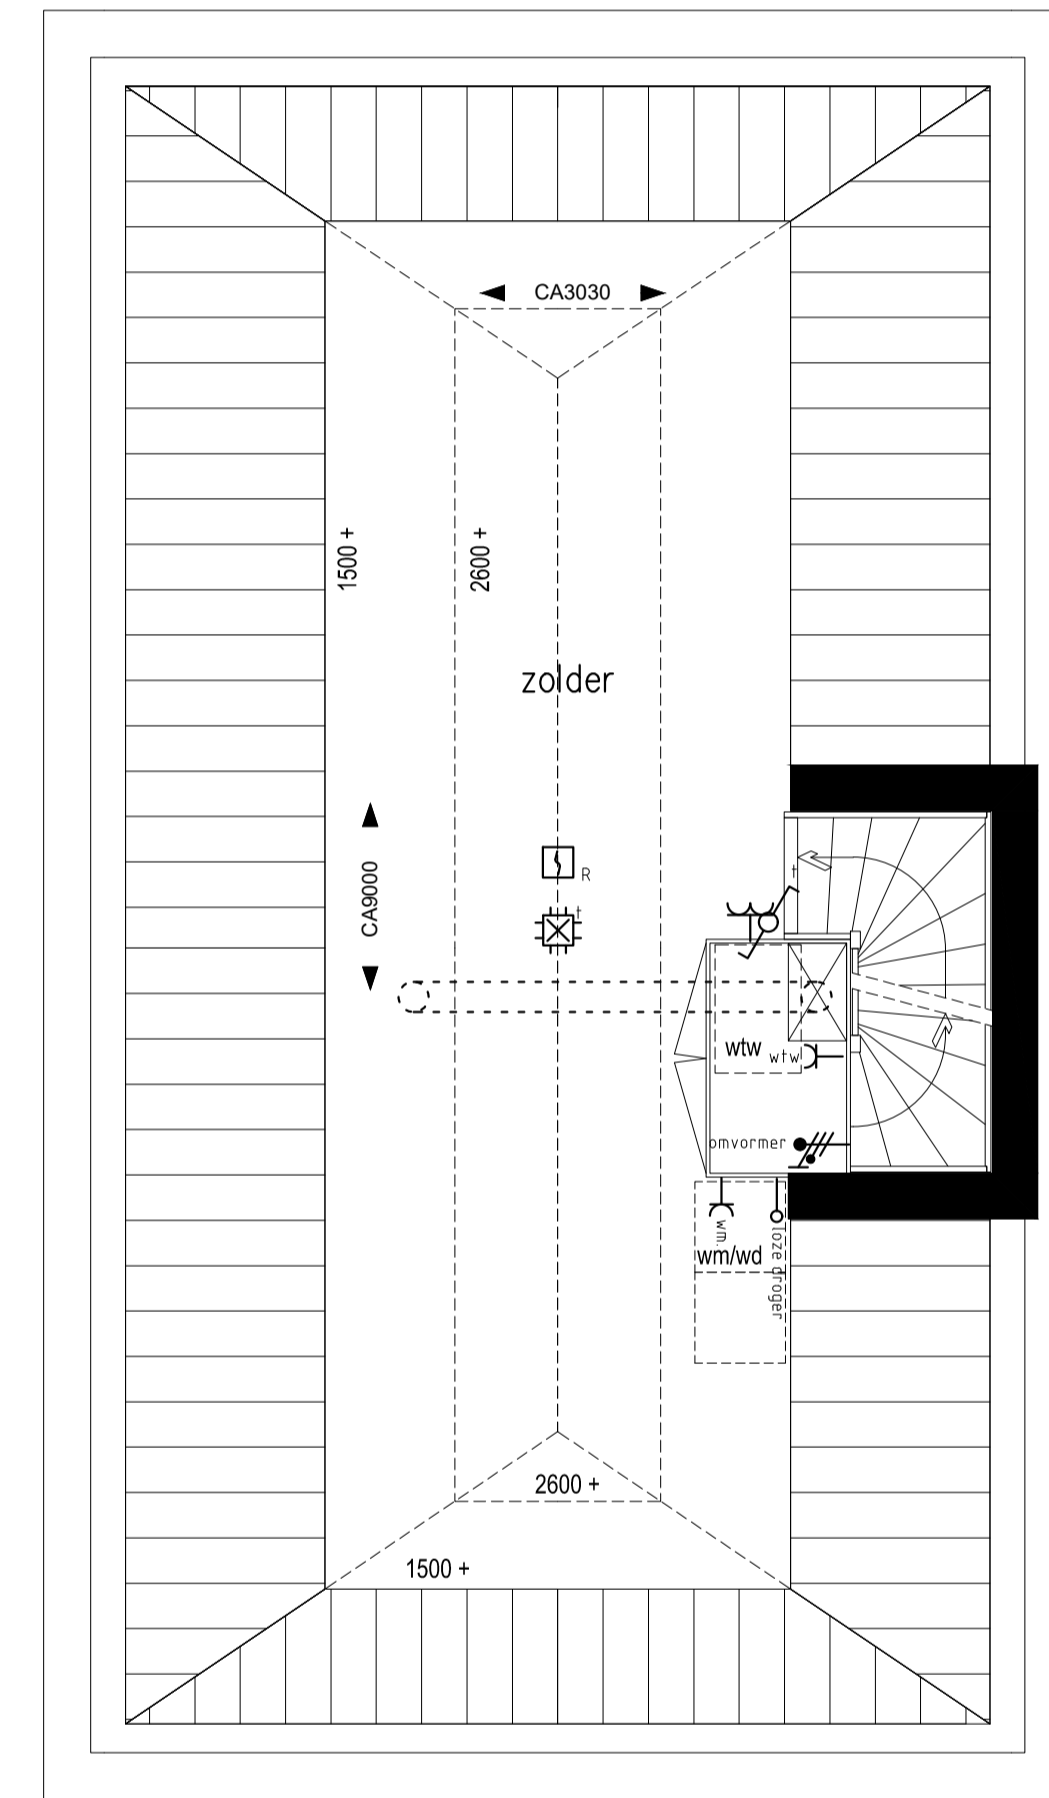 CA3030
1500 +
2600 +
zolder
CA9000
R
t
t
wtw
wtw
omvormer
wm.
wm/wd
loze droger
2600 +
1500 +